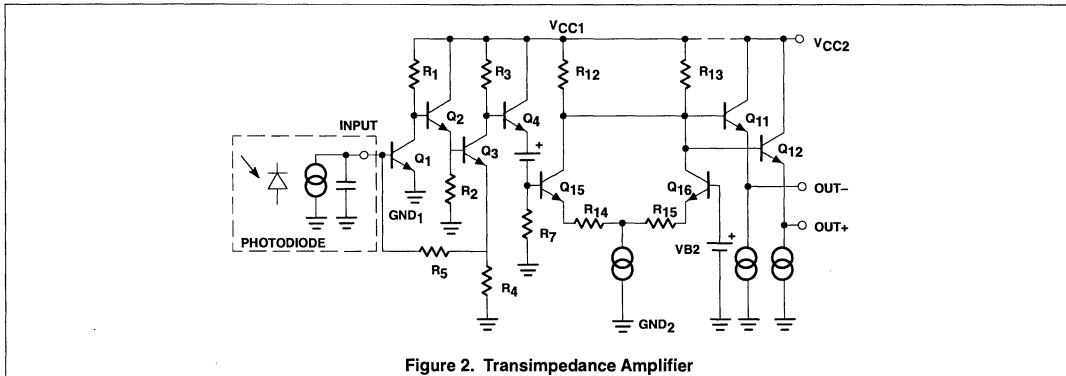 VCC1
VCC2
R1
R3
R12
R13
Q2
Q4
Q11
INPUT
Q1
Q3
Q12
Q15
Q16
R2
GND1
R14
R15
OUT–
OUT+
PHOTODIODE
R7
VB2
R5
R4
GND2
Figure 2. Transimpedance Amplifier